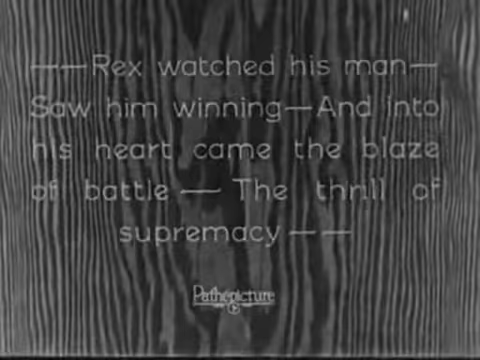 ——Rex watched his man—
Saw him winning—And into
his heart came the blaze
of battle — The thrill of
supremacy — —
Pathépicture